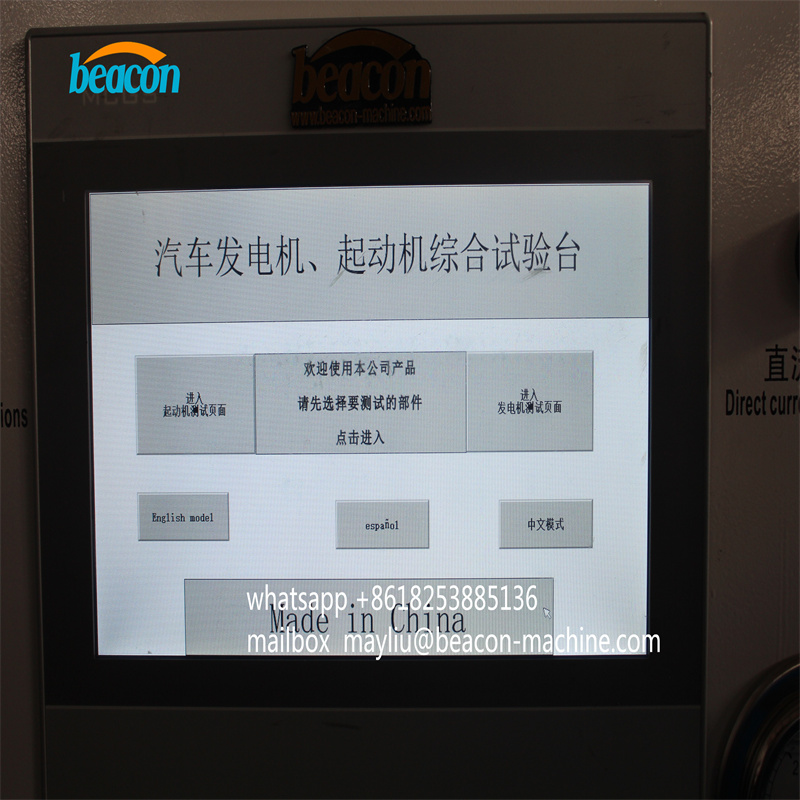 beacon
beacon
www.beacon-machine.com
汽车发电机、起动机综合试验台
进入
起动机测试页面
欢迎使用本公司产品
请先选择要测试的部件
点击进入
进入
发电机测试页面
English model
español
中文模式
whatsapp.+8618253885136
Made in China
mailbox mayliu@beacon-machine.com
直
Direct curre
ions